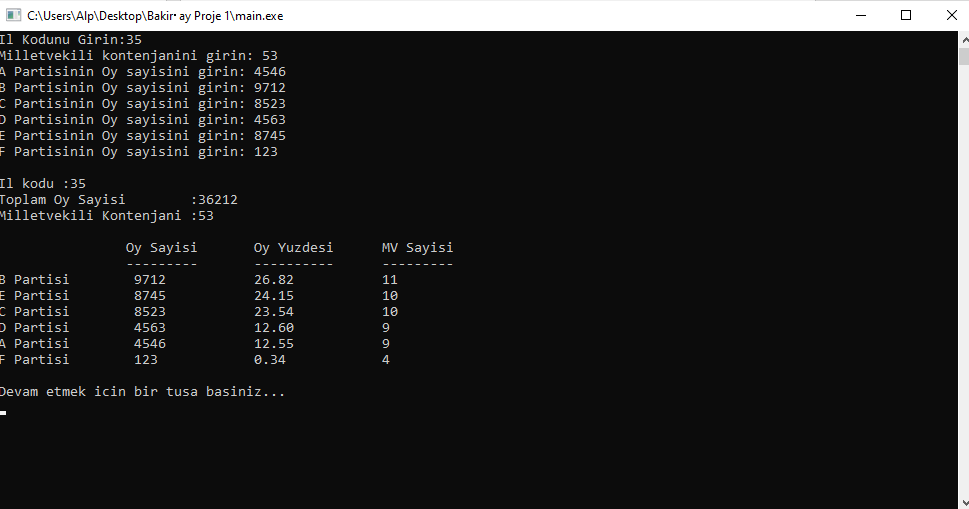 C:\Users\Alp\Desktop\Bakir ay Proje 1\main.exe
Il Kodunu Girin:35
Milletvekili kontenjanini girin: 53
A Partisinin Oy sayisini girin: 4546
B Partisinin Oy sayisini girin: 9712
C Partisinin Oy sayisini girin: 8523
D Partisinin Oy sayisini girin: 4563
E Partisinin Oy sayisini girin: 8745
F Partisinin Oy sayisini girin: 123
Il kodu :35
Toplam Oy Sayisi :36212
Milletvekili Kontenjani :53
Oy Sayisi Oy Yuzdesi MV Sayisi
--------- ---------- ---------
B Partisi 9712 26.82 11
E Partisi 8745 24.15 10
C Partisi 8523 23.54 10
D Partisi 4563 12.60 9
A Partisi 4546 12.55 9
F Partisi 123 0.34 4
Devam etmek icin bir tusa basiniz...